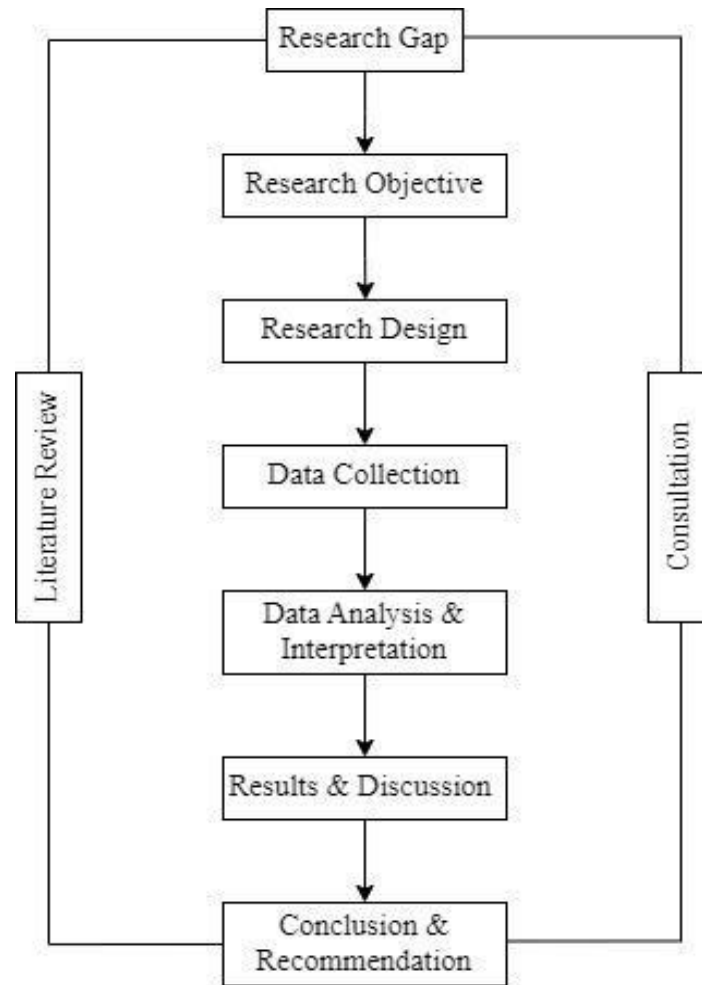 Research Gap
Research Objective
Research Design
Literature Review
Consultation
Data Collection
Data Analysis &
Interpretation
Results & Discussion
Conclusion &
Recommendation